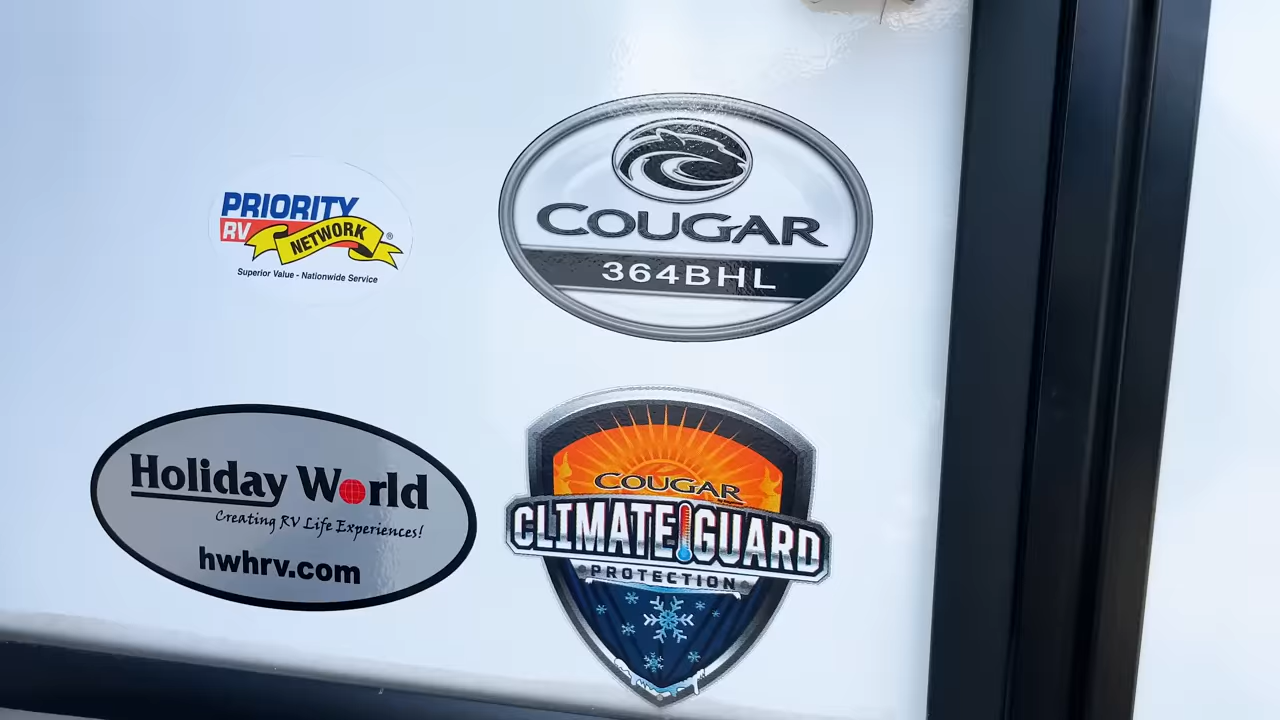 PRIORITY
RV NETWORK®
Superior Value - Nationwide Service
COUGAR
364BHL
Holiday World
Creating RV Life Experiences!
hwhrv.com
COUGAR
CLIMATE GUARD
PROTECTION